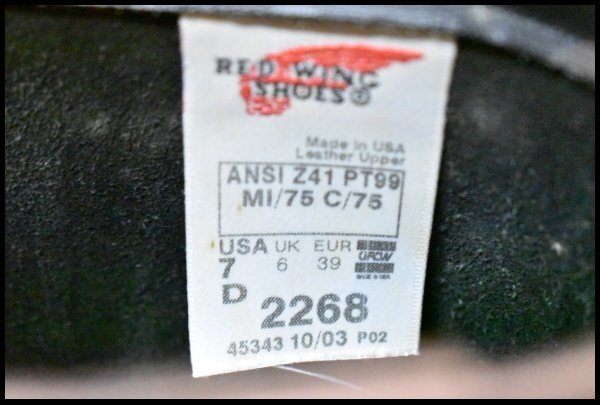 RED WING
SHOES®
Made in USA
Leather Upper
ANSI Z41 PT99
MI/75 C/75
USA UK EUR
7 6 39
D
2268
45343 10/03 P02